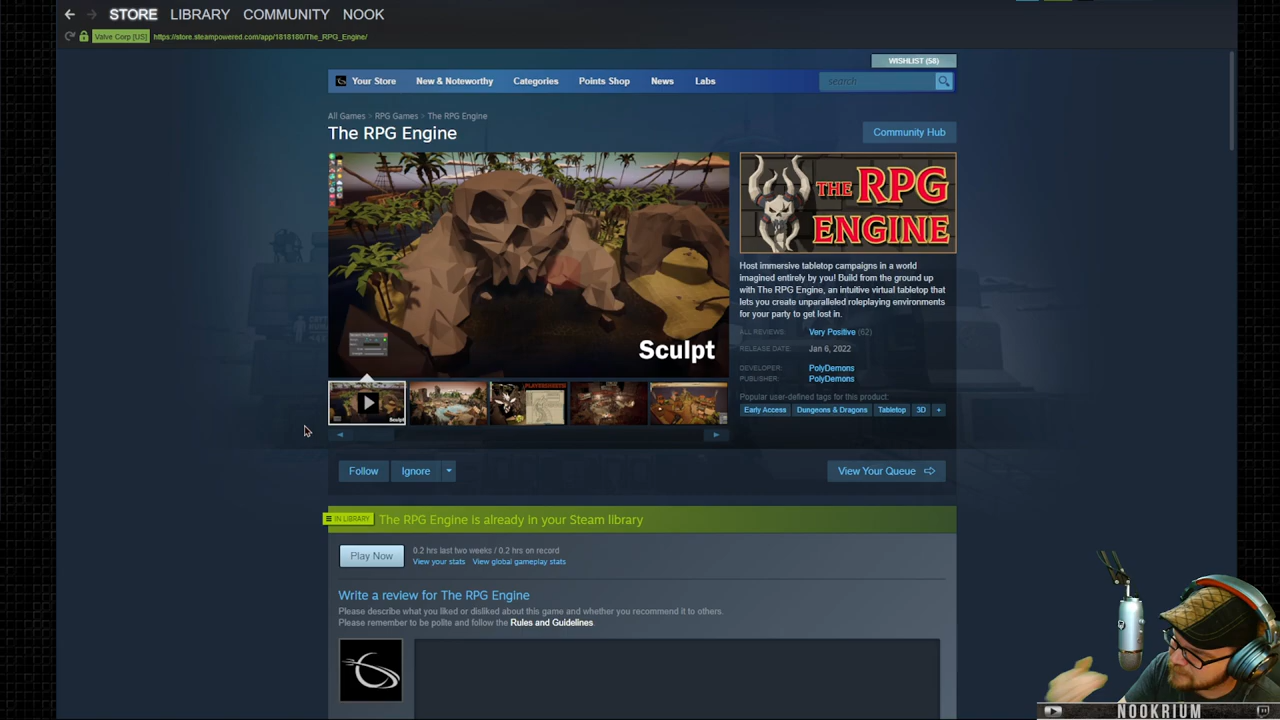 STORE LIBRARY COMMUNITY NOOK
Valve Corp [US] https://store.steampowered.com/app/1818180/The_RPG_Engine/
WISHLIST (58)
Your Store New & Noteworthy Categories Points Shop News Labs search
All Games > RPG Games > The RPG Engine
The RPG Engine
Community Hub
Sculpt
THE RPG
ENGINE
Host immersive tabletop campaigns in a world
imagined entirely by you! Build from the ground up
with The RPG Engine, an intuitive virtual tabletop that
lets you create unparalleled roleplaying environments
for your party to get lost in.
ALL REVIEWS: Very Positive (62)
RELEASE DATE: Jan 6, 2022
DEVELOPER: PolyDemons
PUBLISHER: PolyDemons
Popular user-defined tags for this product:
Early Access Dungeons & Dragons Tabletop 3D +
Sculpt
Follow Ignore View Your Queue
IN LIBRARY The RPG Engine is already in your Steam library
Play Now
0.2 hrs last two weeks / 0.2 hrs on record
View your stats View global gameplay stats
Write a review for The RPG Engine
Please describe what you liked or disliked about this game and whether you recommend it to others.
Please remember to be polite and follow the Rules and Guidelines.
NOOKRIUM